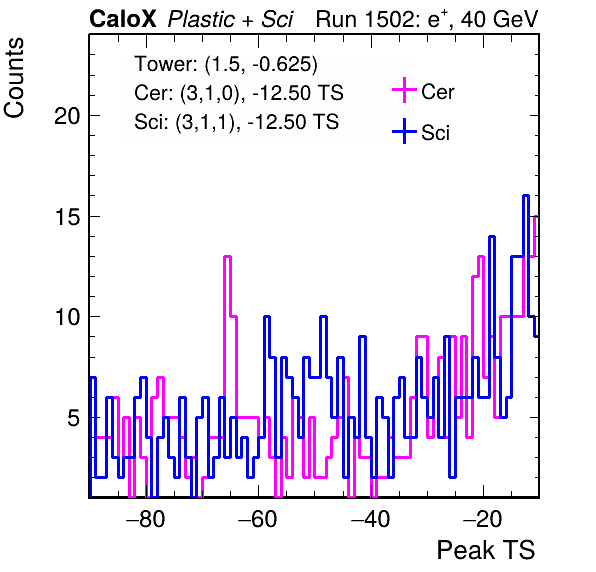 CaloX Plastic + Sci Run 1502: e+, 40 GeV
Counts
Tower: (1.5, -0.625)
Cer: (3,1,0), -12.50 TS
Sci: (3,1,1), -12.50 TS
Cer
Sci
20
15
10
5
−80 −60 −40 −20
Peak TS